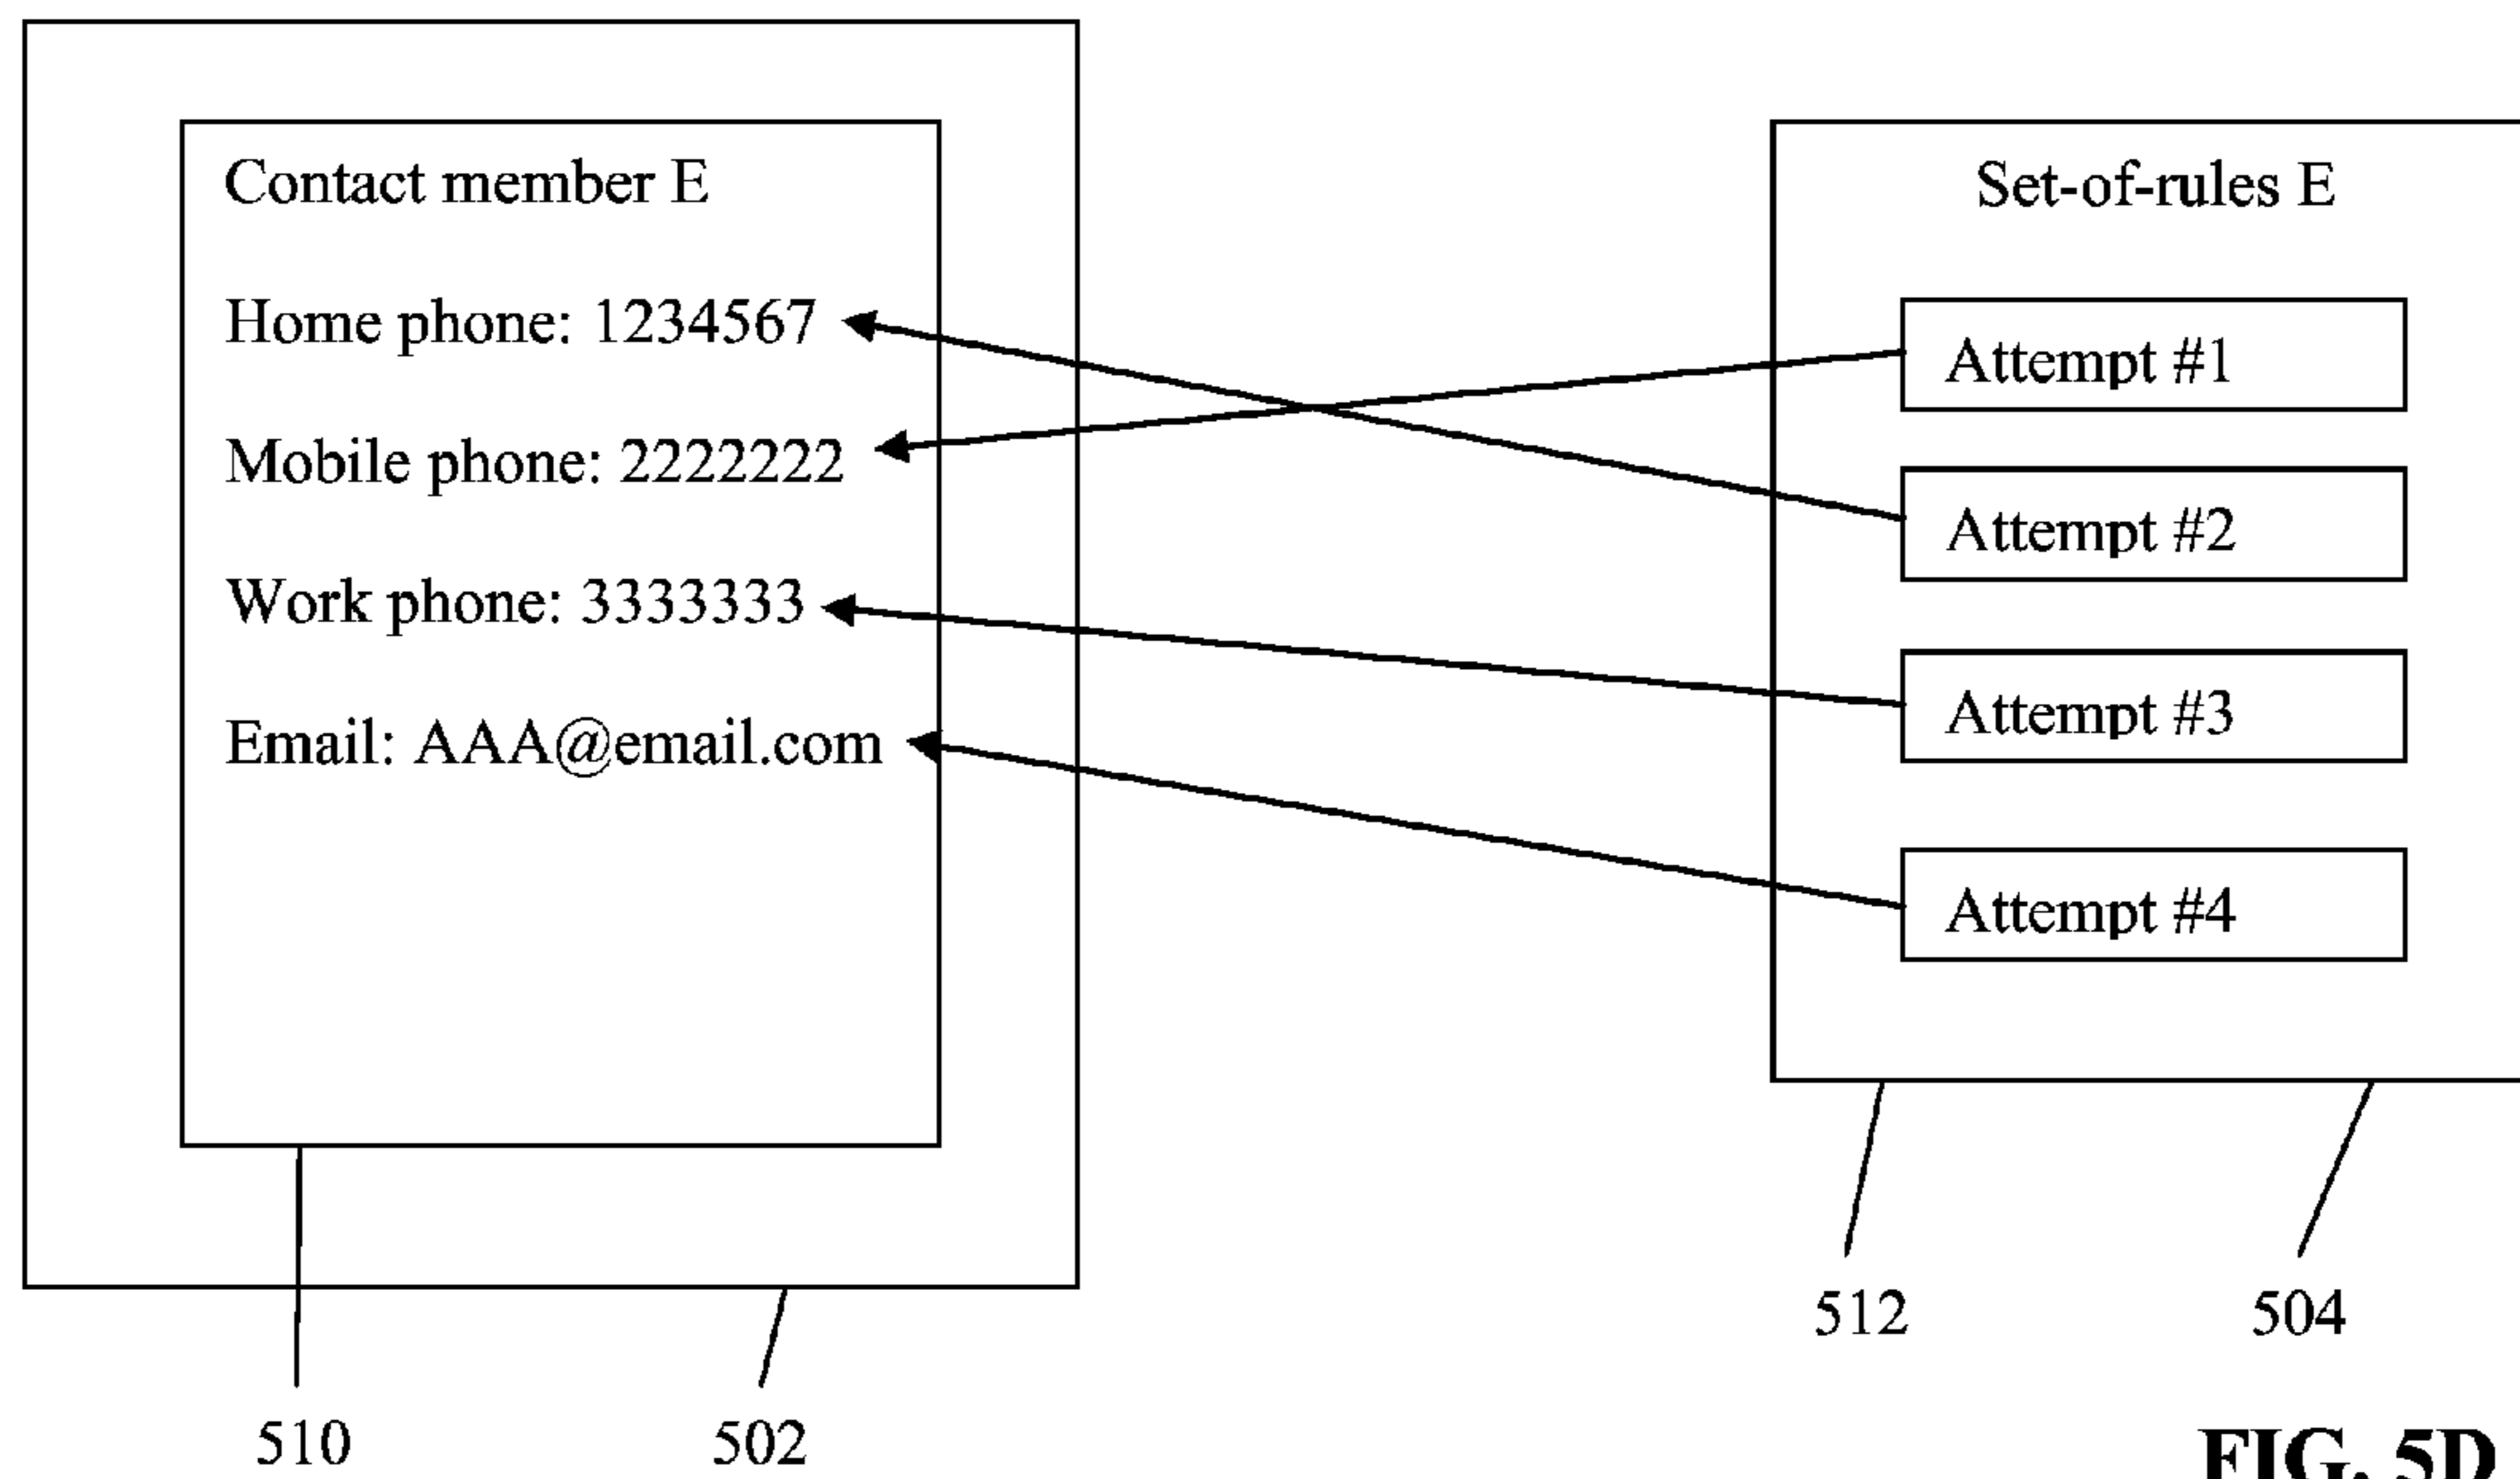 Contact member E
Home phone: 1234567
Mobile phone: 2222222
Work phone: 3333333
Email: AAA@email.com
Set-of-rules E
Attempt #1
Attempt #2
Attempt #3
Attempt #4
512
504
510
502
FIG. 5D